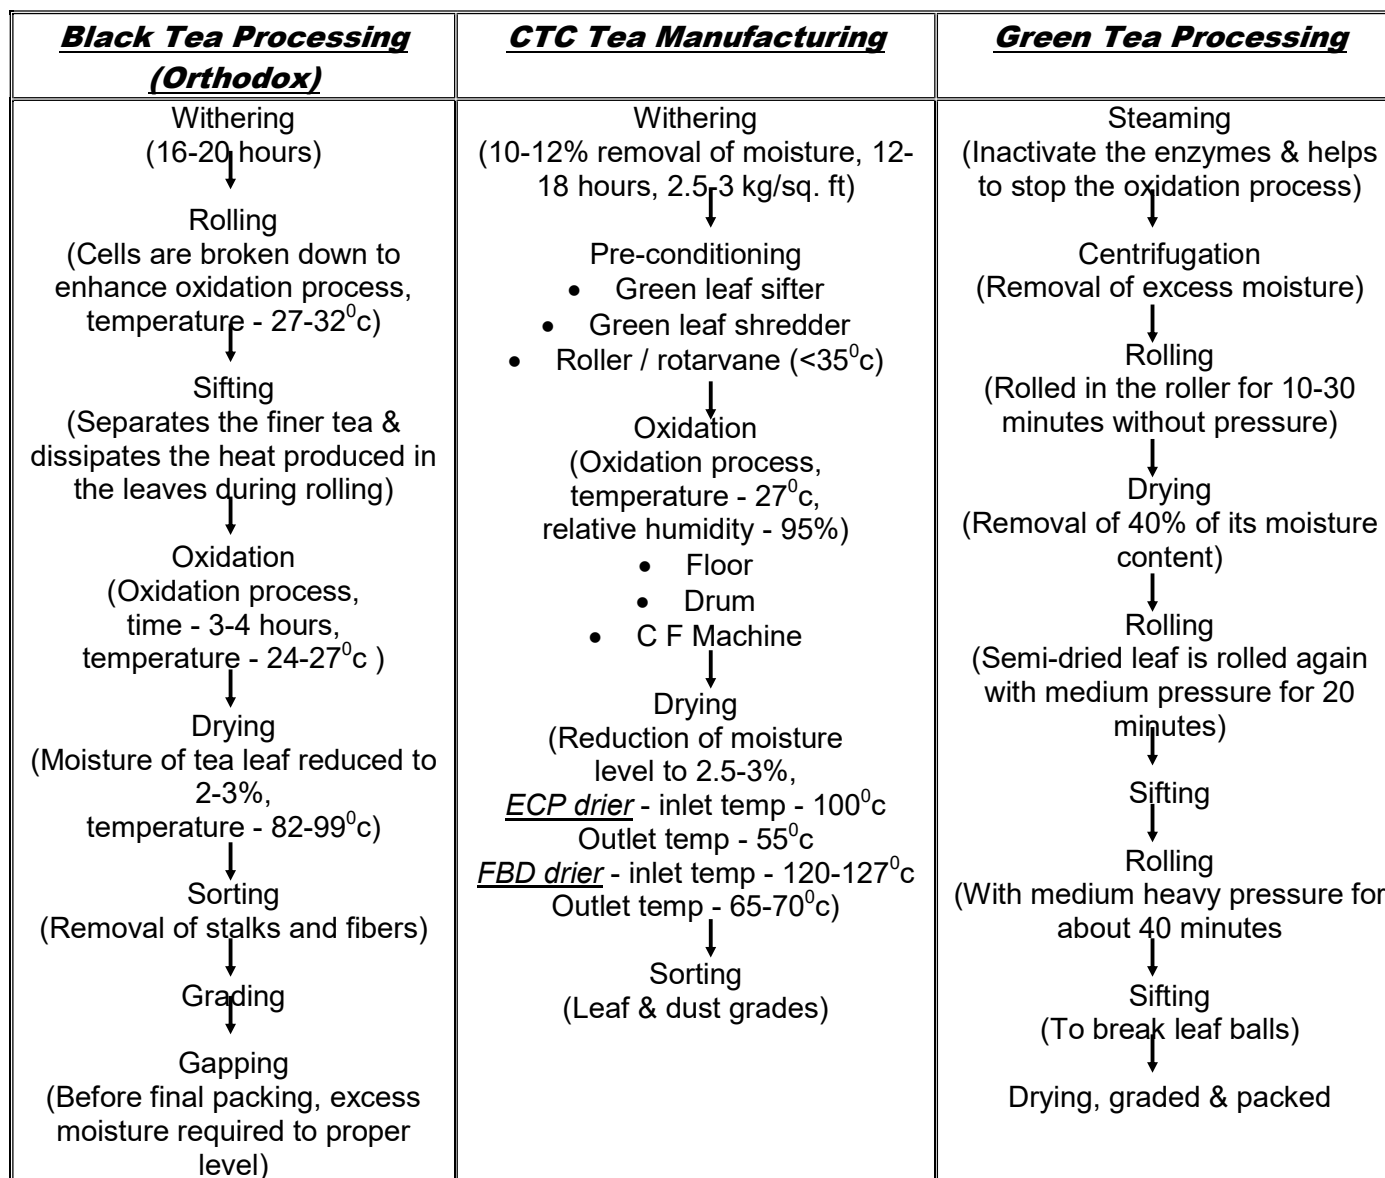 Black Tea Processing
(Orthodox)
CTC Tea Manufacturing
Green Tea Processing
Withering
(16-20 hours)
Rolling
(Cells are broken down to
enhance oxidation process,
temperature - 27-32⁰c)
Sifting
(Separates the finer tea &
dissipates the heat produced in
the leaves during rolling)
Oxidation
(Oxidation process,
time - 3-4 hours,
temperature - 24-27⁰c )
Drying
(Moisture of tea leaf reduced to
2-3%,
temperature - 82-99⁰c)
Sorting
(Removal of stalks and fibers)
Grading
Gapping
(Before final packing, excess
moisture required to proper
level)
Withering
(10-12% removal of moisture, 12-
18 hours, 2.5-3 kg/sq. ft)
Pre-conditioning
• Green leaf sifter
• Green leaf shredder
• Roller / rotarvane (<35⁰c)
Oxidation
(Oxidation process,
temperature - 27⁰c,
relative humidity - 95%)
• Floor
• Drum
• C F Machine
Drying
(Reduction of moisture
level to 2.5-3%,
ECP drier - inlet temp - 100⁰c
Outlet temp - 55⁰c
FBD drier - inlet temp - 120-127⁰c
Outlet temp - 65-70⁰c)
Sorting
(Leaf & dust grades)
Steaming
(Inactivate the enzymes & helps
to stop the oxidation process)
Centrifugation
(Removal of excess moisture)
Rolling
(Rolled in the roller for 10-30
minutes without pressure)
Drying
(Removal of 40% of its moisture
content)
Rolling
(Semi-dried leaf is rolled again
with medium pressure for 20
minutes)
Sifting
Rolling
(With medium heavy pressure for
about 40 minutes
Sifting
(To break leaf balls)
Drying, graded & packed